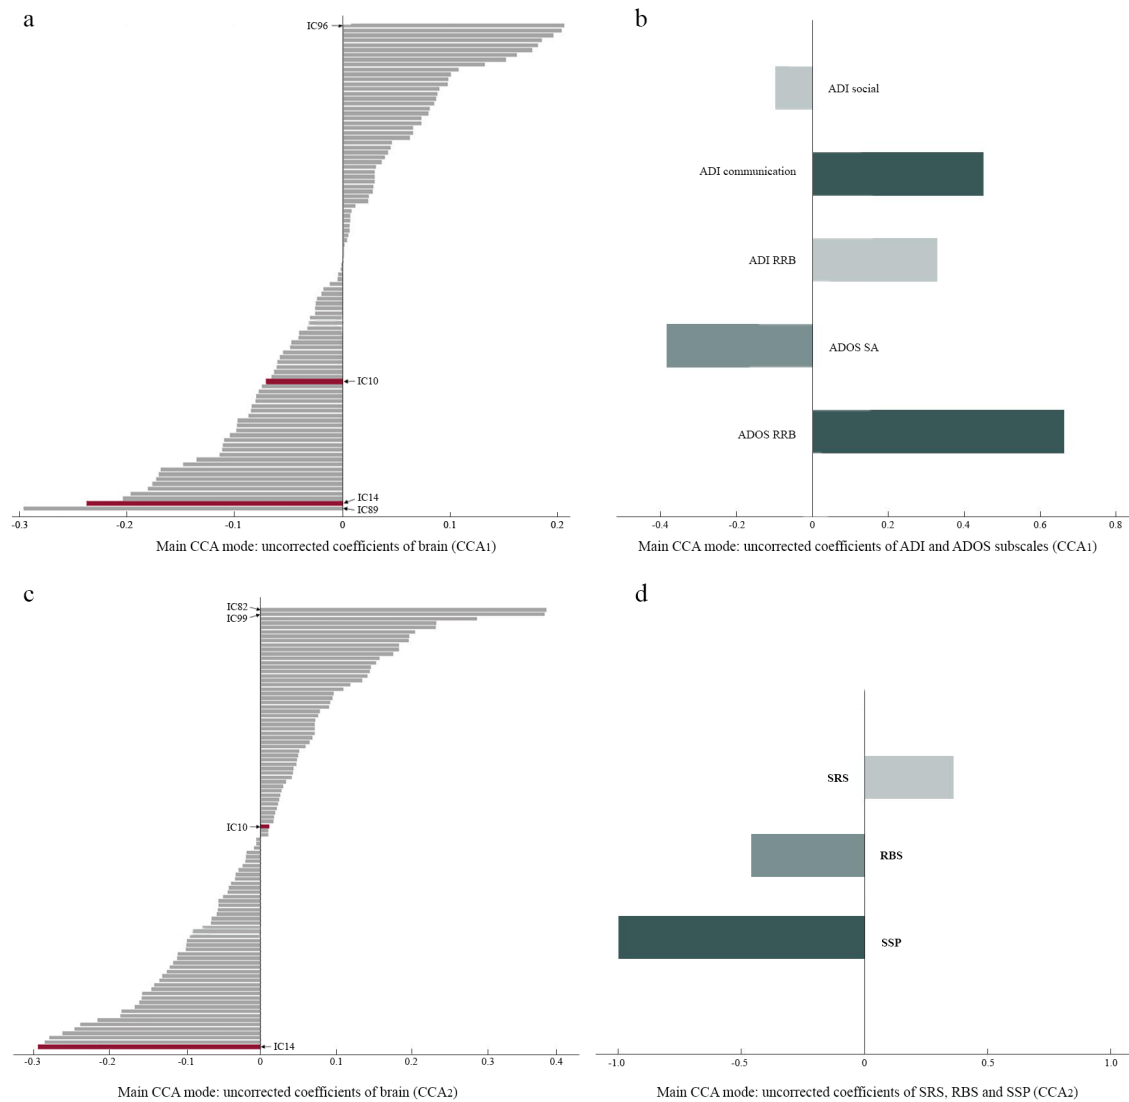 a
IC96
IC10
IC14
IC89
-0.3 -0.2 -0.1 0 0.1 0.2
Main CCA mode: uncorrected coefficients of brain (CCA1)
b
ADI social
ADI communication
ADI RRB
ADOS SA
ADOS RRB
-0.4 -0.2 0 0.2 0.4 0.6 0.8
Main CCA mode: uncorrected coefficients of ADI and ADOS subscales (CCA1)
c
IC82
IC99
IC10
IC14
-0.3 -0.2 -0.1 0 0.1 0.2 0.3 0.4
Main CCA mode: uncorrected coefficients of brain (CCA2)
d
SRS
RBS
SSP
-1.0 -0.5 0 0.5 1.0
Main CCA mode: uncorrected coefficients of SRS, RBS and SSP (CCA2)